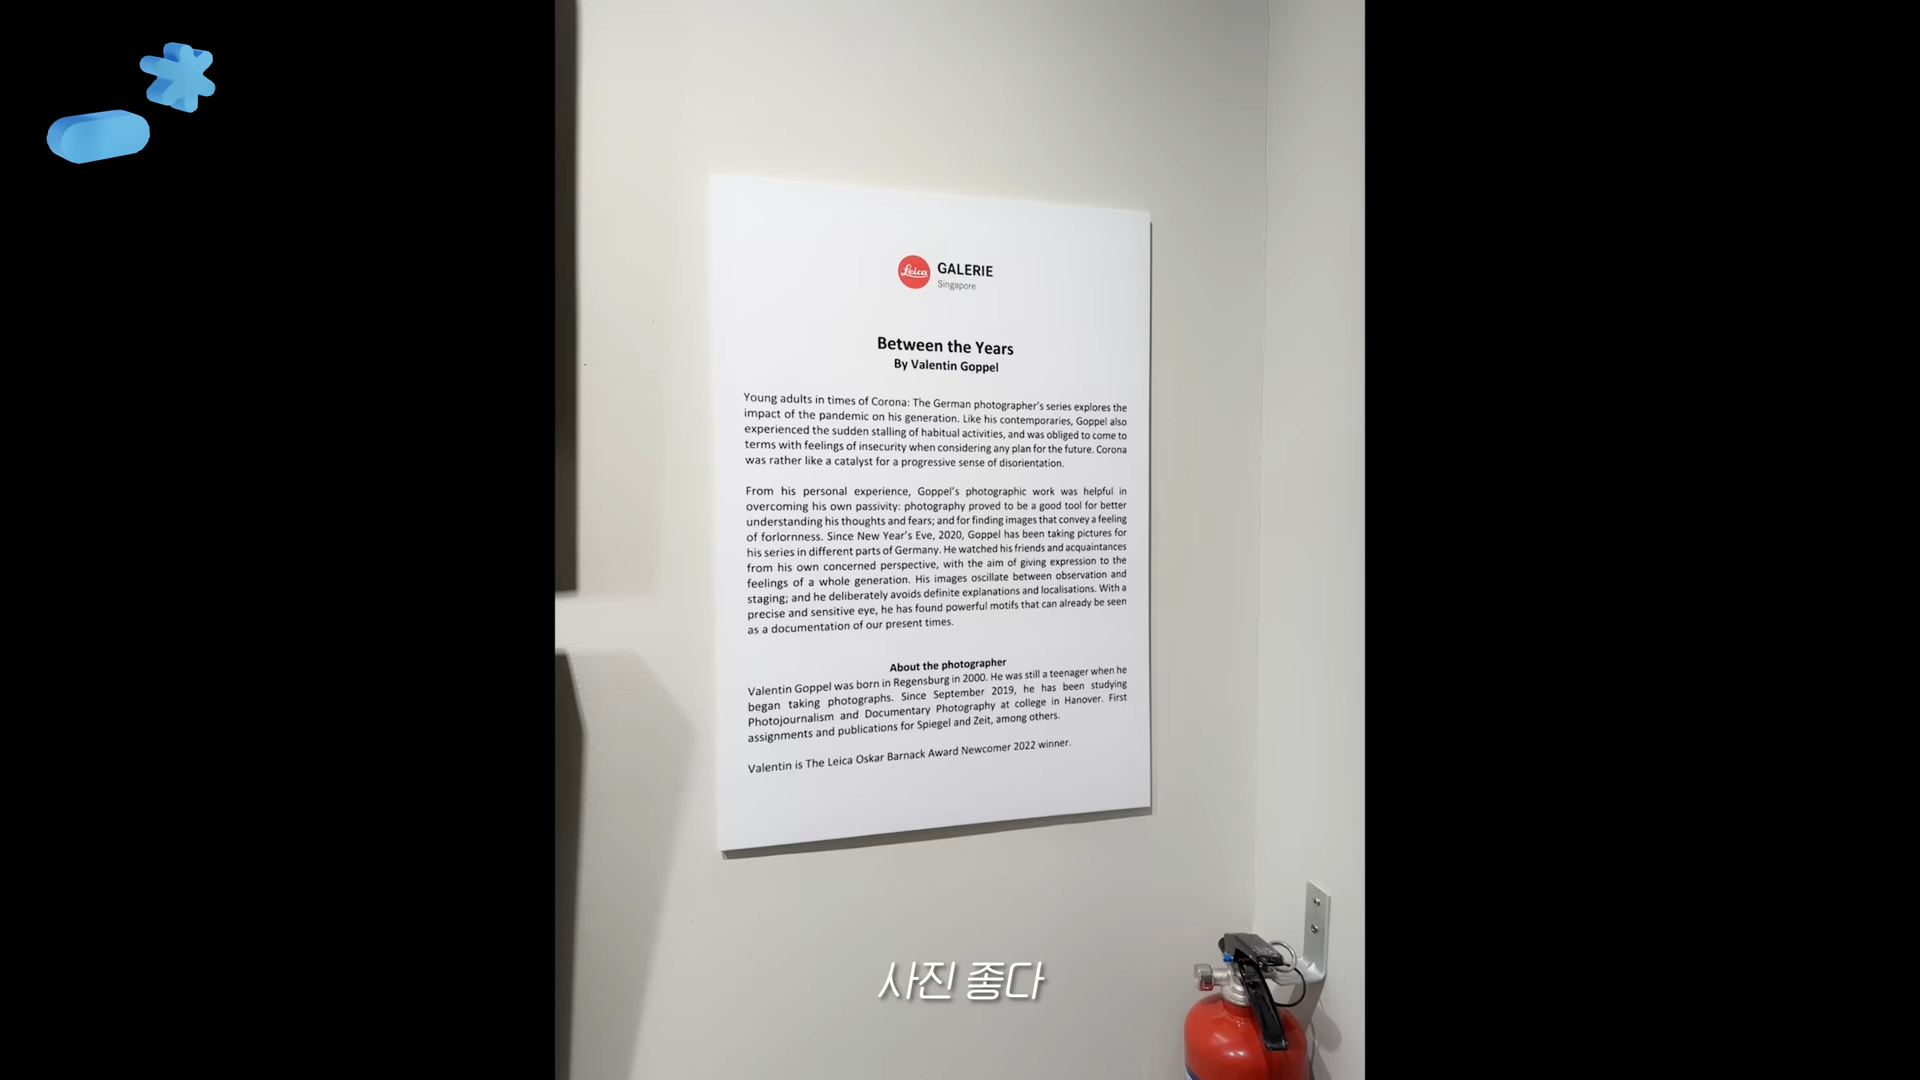 Leica GALERIE
Singapore
Between the Years
By Valentin Goppel
Young adults in times of Corona: The German photographer's series explores the
impact of the pandemic on his generation. Like his contemporaries, Goppel also
experienced the sudden stalling of habitual activities, and was obliged to come to
terms with feelings of insecurity when considering any plan for the future. Corona
was rather like a catalyst for a progressive sense of disorientation.
From his personal experience, Goppel's photographic work was helpful in
overcoming his own passivity: photography proved to be a good tool for better
understanding his thoughts and fears; and for finding images that convey a feeling
of forlornness. Since New Year's Eve, 2020, Goppel has been taking pictures for
his series in different parts of Germany. He watched his friends and acquaintances
from his own concerned perspective, with the aim of giving expression to the
feelings of a whole generation. His images oscillate between observation and
staging; and he deliberately avoids definite explanations and localisations. With a
precise and sensitive eye, he has found powerful motifs that can already be seen
as a documentation of our present times.
About the photographer
Valentin Goppel was born in Regensburg in 2000. He was still a teenager when he
began taking photographs. Since September 2019, he has been studying
Photojournalism and Documentary Photography at college in Hanover. First
assignments and publications for Spiegel and Zeit, among others.
Valentin is The Leica Oskar Barnack Award Newcomer 2022 winner.
사진 좋다